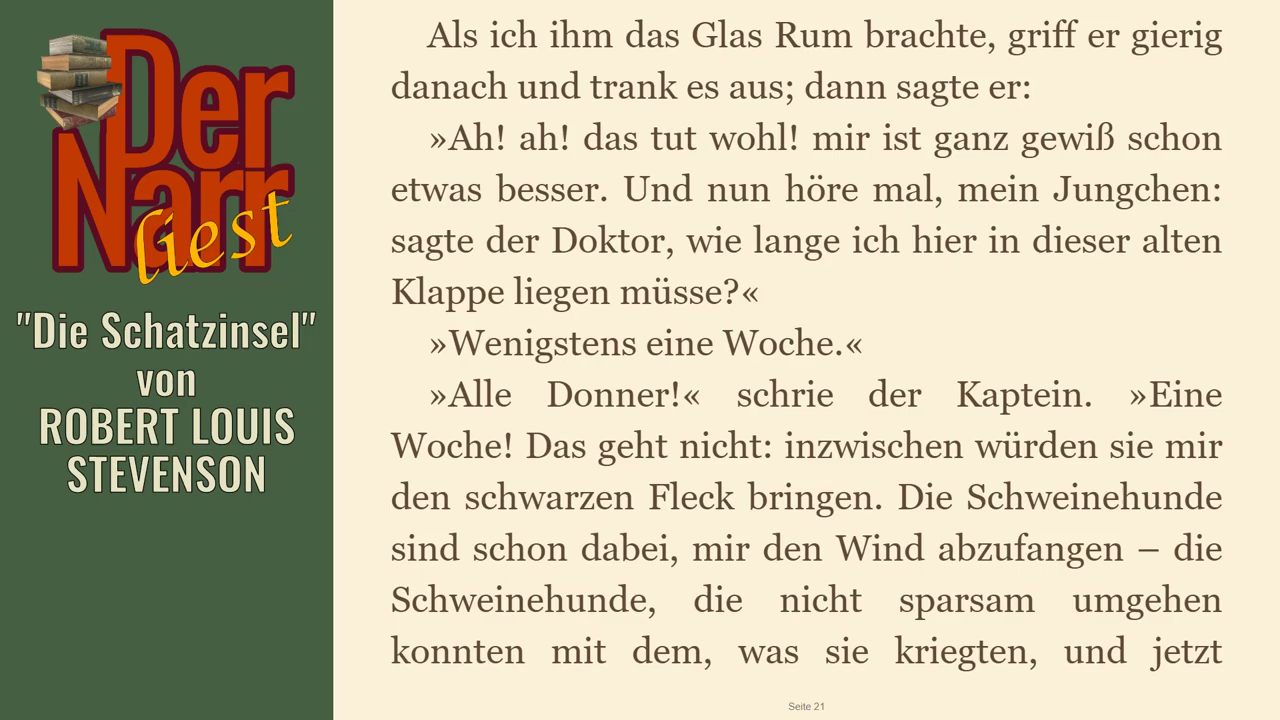 Der
Narr
liest
"Die Schatzinsel"
von
ROBERT LOUIS
STEVENSON
Als ich ihm das Glas Rum brachte, griff er gierig
danach und trank es aus; dann sagte er:
»Ah! ah! das tut wohl! mir ist ganz gewiß schon
etwas besser. Und nun höre mal, mein Jungchen:
sagte der Doktor, wie lange ich hier in dieser alten
Klappe liegen müsse?«
»Wenigstens eine Woche.«
»Alle Donner!« schrie der Kaptein. »Eine
Woche! Das geht nicht: inzwischen würden sie mir
den schwarzen Fleck bringen. Die Schweinehunde
sind schon dabei, mir den Wind abzufangen – die
Schweinehunde, die nicht sparsam umgehen
konnten mit dem, was sie kriegten, und jetzt
Seite 21